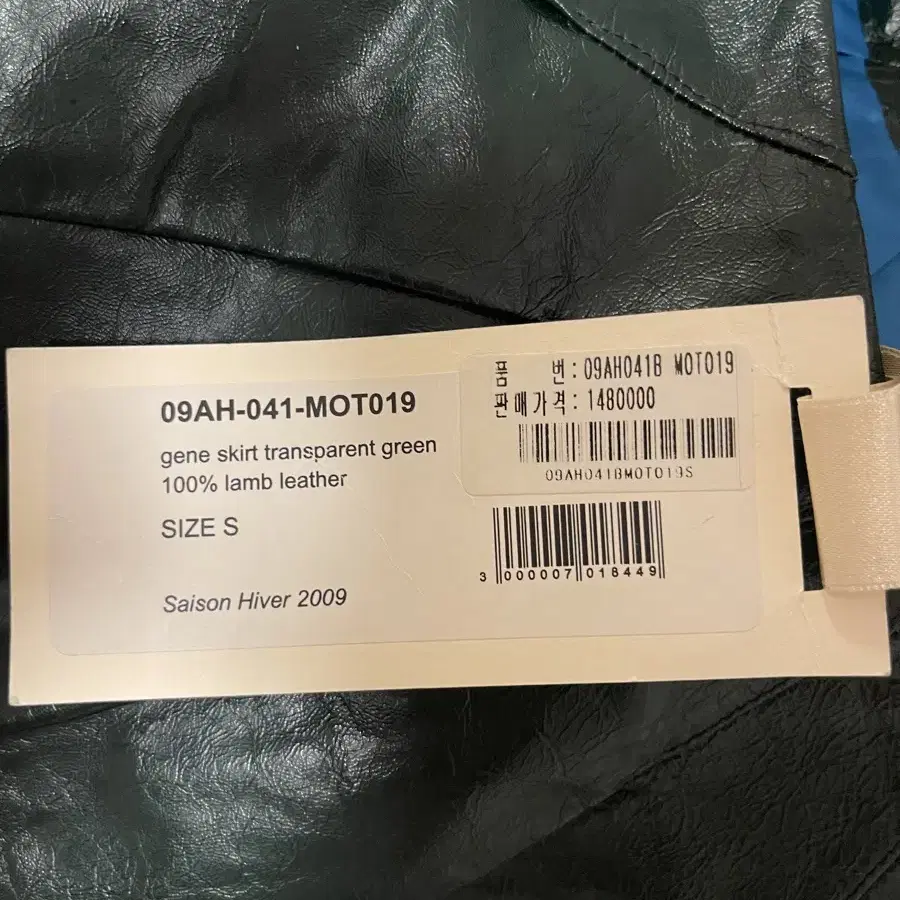 09AH-041-MOT019
gene skirt transparent green
100% lamb leather
SIZE S
Saison Hiver 2009
품 번 : 09AH041B MOT019
판매가격 : 1480000
09AH041BMOT019S
3 000007 018449